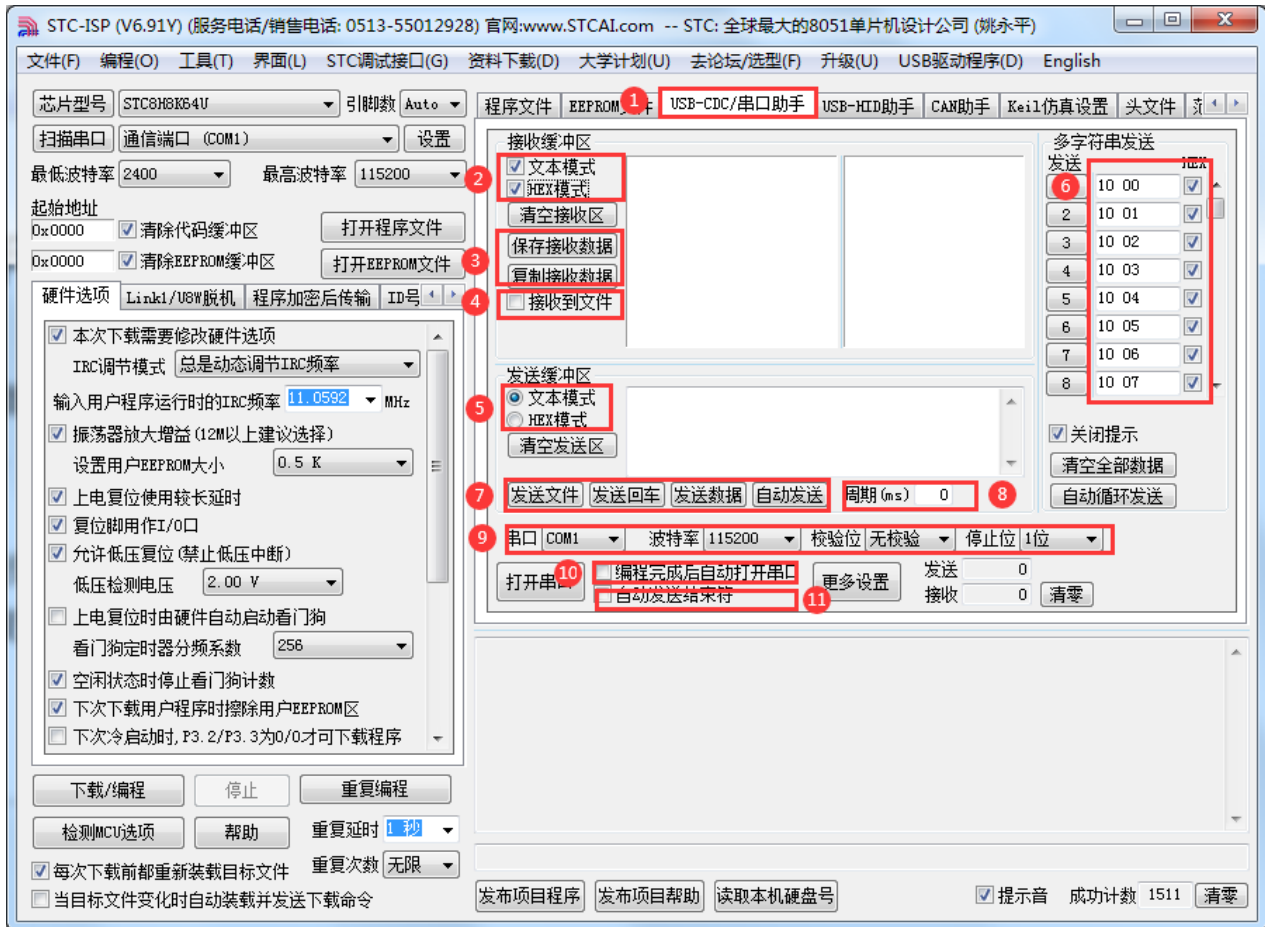 STC-ISP (V6.91Y) (服务电话/销售电话: 0513-55012928) 官网:www.STCAI.com -- STC: 全球最大的8051单片机设计公司 (姚永平)
文件(F) 编程(O) 工具(T) 界面(L) STC调试接口(G) 资料下载(D) 大学计划(U) 去论坛/选型(F) 升级(U) USB驱动程序(D) English
芯片型号 STC8H8K64U 引脚数 Auto
扫描串口 通信端口 (COM1) 设置
最低波特率 2400 最高波特率 115200
起始地址
0x0000 清除代码缓冲区 打开程序文件
0x0000 清除EEPROM缓冲区 打开EEPROM文件
硬件选项 Link1/U8W脱机 程序加密后传输 ID号
本次下载需要修改硬件选项
IRC调节模式 总是动态调节IRC频率
输入用户程序运行时的IRC频率 11.0592 MHz
振荡器放大增益(12M以上建议选择)
设置用户EEPROM大小 0.5 K
上电复位使用较长延时
复位脚用作I/O口
允许低压复位(禁止低压中断)
低压检测电压 2.00 V
上电复位时由硬件自动启动看门狗
看门狗定时器分频系数 256
空闲状态时停止看门狗计数
下次下载用户程序时擦除用户EEPROM区
下次冷启动时,P3.2/P3.3为0/0才可下载程序
下载/编程 停止 重复编程
检测MCU选项 帮助 重复延时 1 秒
每次下载前都重新装载目标文件 重复次数 无限
当目标文件变化时自动装载并发送下载命令
程序文件 EEPROM 1 USB-CDC/串口助手 USB-HID助手 CAN助手 Keil仿真设置 头文件
接收缓冲区
2 文本模式
HEX模式
清空接收区
3 保存接收数据
复制接收数据
4 接收到文件
发送缓冲区
5 文本模式
HEX模式
清空发送区
7 发送文件 发送回车 发送数据 自动发送 周期(ms) 0 8
多字符串发送
发送 HEX
6 10 00
2 10 01
3 10 02
4 10 03
5 10 04
6 10 05
7 10 06
8 10 07
关闭提示
清空全部数据
自动循环发送
9 串口 COM1 波特率 115200 校验位 无校验 停止位 1位
打开串口 10 编程完成后自动打开串口 更多设置 发送 0
自动发送结束符 11 接收 0 清零
发布项目程序 发布项目帮助 读取本机硬盘号 提示音 成功计数 1511 清零